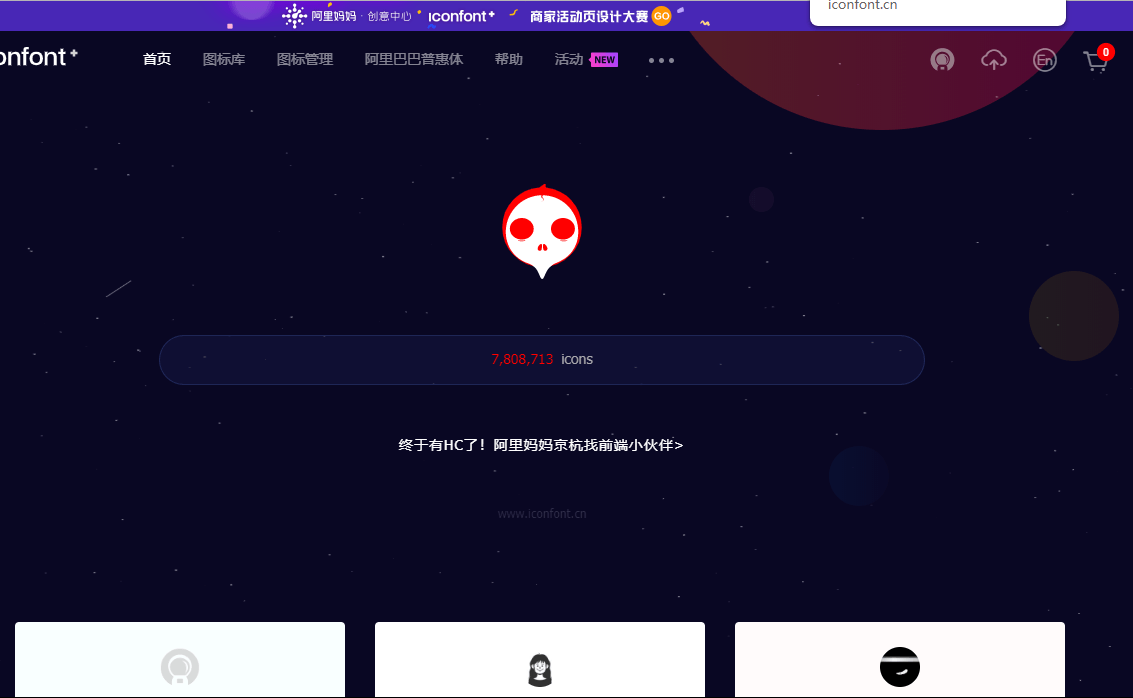 iconfont.cn
阿里妈妈·创意中心 iconfont+ 商家活动页设计大赛 GO
onfont+ 首页 图标库 图标管理 阿里巴巴普惠体 帮助 活动 NEW ••• En 0
7,808,713 icons
终于有HC了！阿里妈妈京杭找前端小伙伴>
www.iconfont.cn